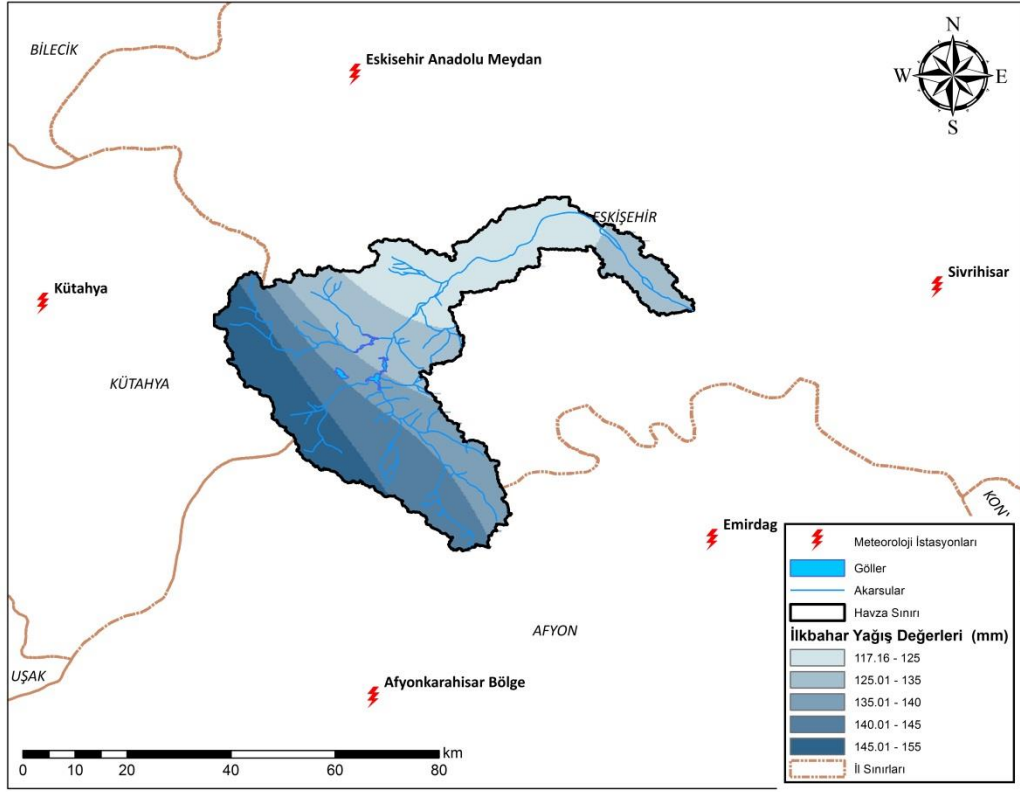 BİLECİK
Eskisehir Anadolu Meydan
N
W E
S
ESKİŞEHİR
Kütahya
Sivrihisar
KÜTAHYA
KON
Emirdag
AFYON
UŞAK
Afyonkarahisar Bölge
km
0 10 20 40 60 80
Meteoroloji İstasyonları
Göller
Akarsular
Havza Sınırı
İlkbahar Yağış Değerleri (mm)
117.16 - 125
125.01 - 135
135.01 - 140
140.01 - 145
145.01 - 155
İl Sınırları